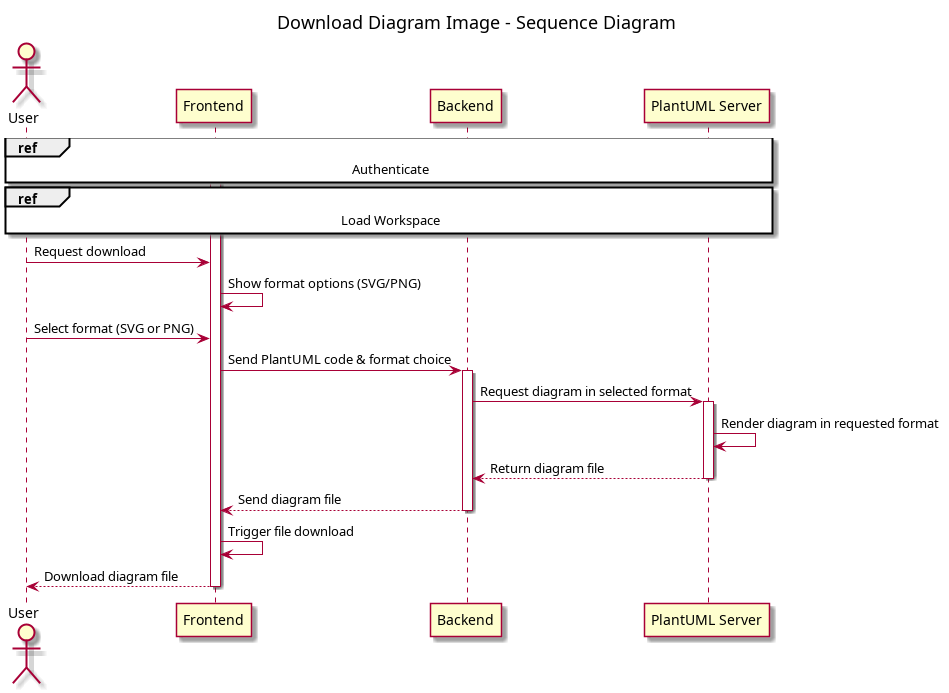 Download Diagram Image - Sequence Diagram
User
Frontend
Backend
PlantUML Server
ref
Authenticate
ref
Load Workspace
Request download
Show format options (SVG/PNG)
Select format (SVG or PNG)
Send PlantUML code & format choice
Request diagram in selected format
Render diagram in requested format
Return diagram file
Send diagram file
Trigger file download
Download diagram file
User
Frontend
Backend
PlantUML Server